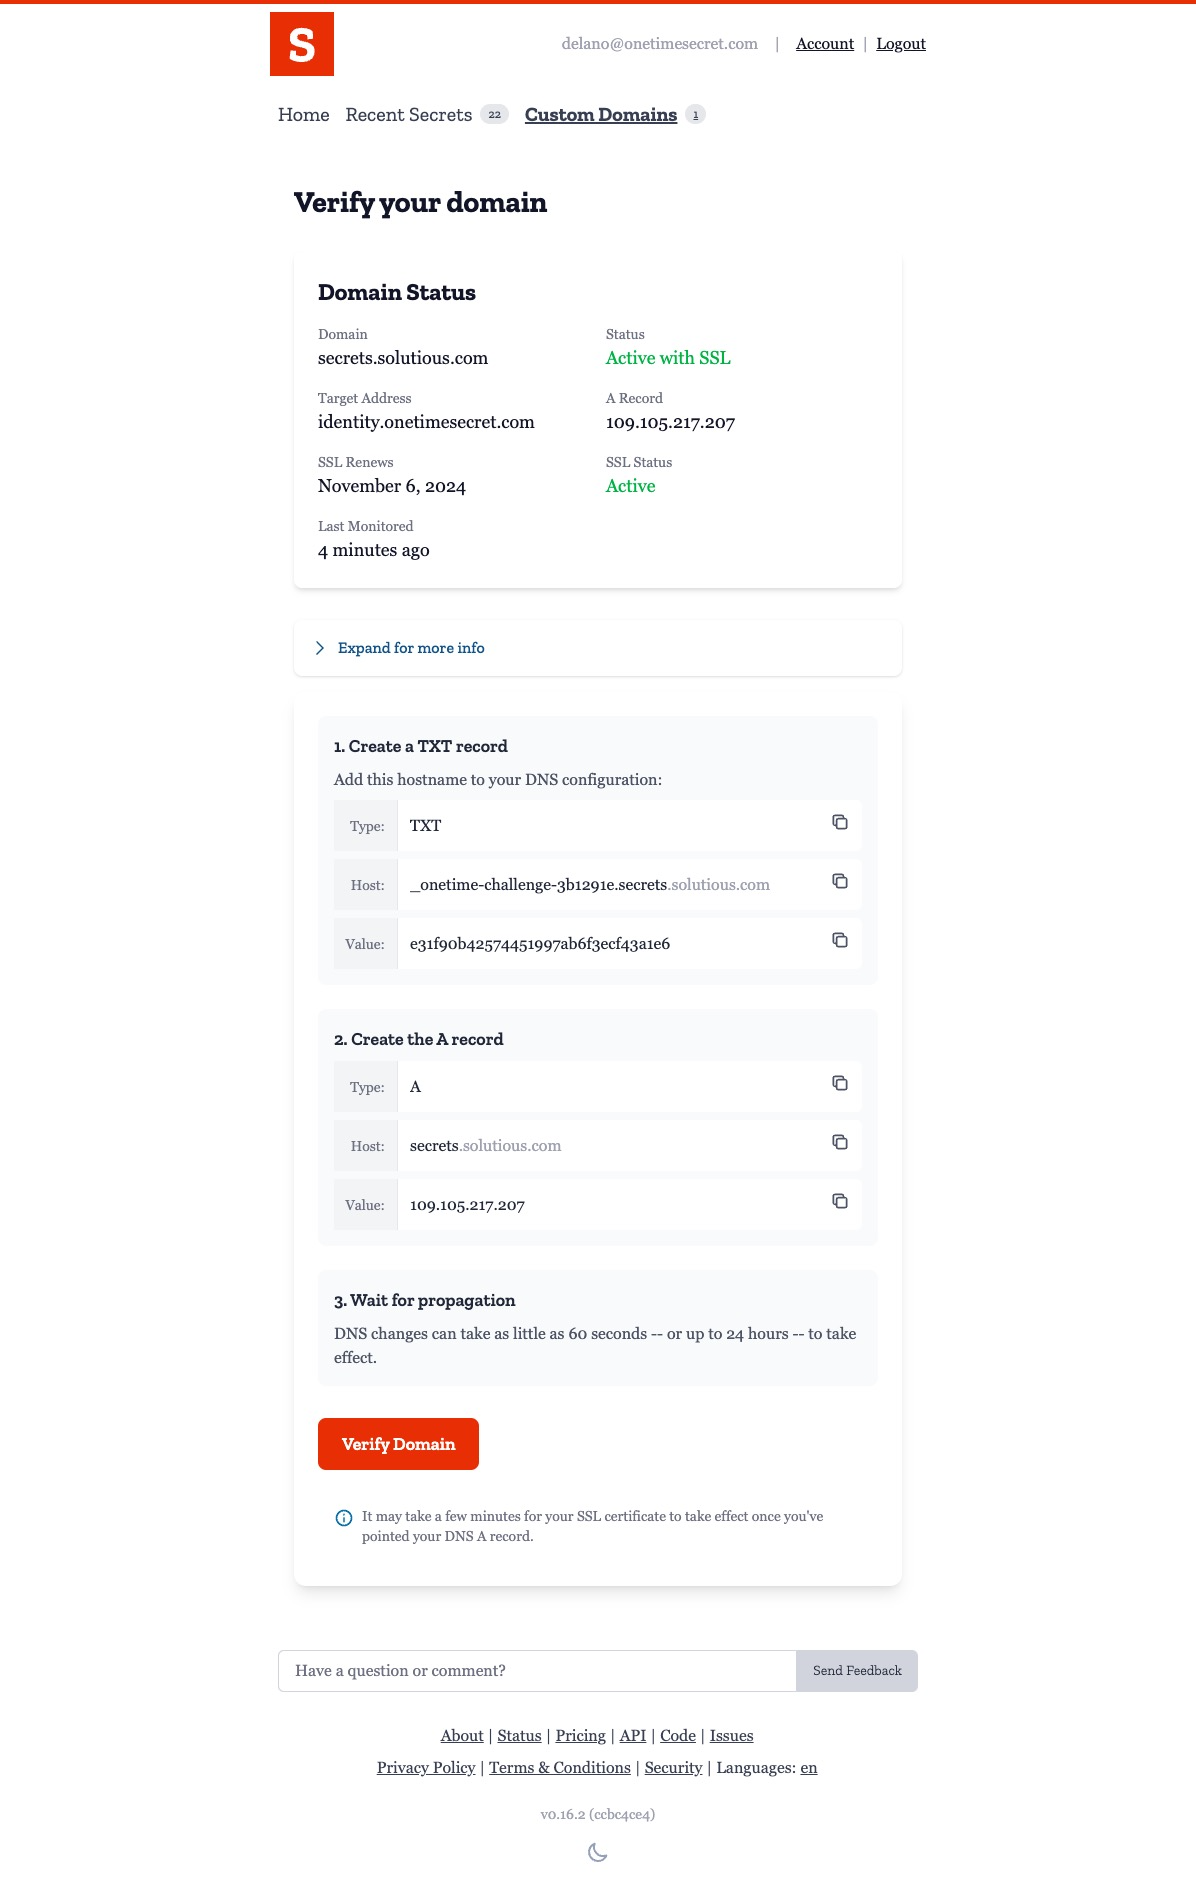 S
delano@onetimesecret.com | Account | Logout
Home Recent Secrets 22 Custom Domains 1
Verify your domain
Domain Status
Domain
secrets.solutious.com
Status
Active with SSL
Target Address
identity.onetimesecret.com
A Record
109.105.217.207
SSL Renews
November 6, 2024
SSL Status
Active
Last Monitored
4 minutes ago
Expand for more info
1. Create a TXT record
Add this hostname to your DNS configuration:
Type: TXT
Host: _onetime-challenge-3b1291e.secrets.solutious.com
Value: e31f90b42574451997ab6f3ecf43a1e6
2. Create the A record
Type: A
Host: secrets.solutious.com
Value: 109.105.217.207
3. Wait for propagation
DNS changes can take as little as 60 seconds -- or up to 24 hours -- to take
effect.
Verify Domain
It may take a few minutes for your SSL certificate to take effect once you've
pointed your DNS A record.
Have a question or comment? Send Feedback
About | Status | Pricing | API | Code | Issues
Privacy Policy | Terms & Conditions | Security | Languages: en
v0.16.2 (ccbc4ce4)